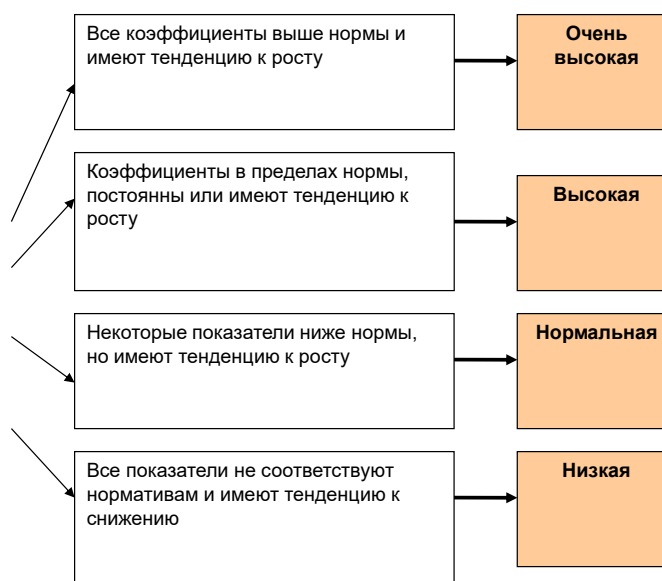 Все коэффициенты выше нормы и
имеют тенденцию к росту
Очень
высокая
Коэффициенты в пределах нормы,
постоянны или имеют тенденцию к
росту
Высокая
Некоторые показатели ниже нормы,
но имеют тенденцию к росту
Нормальная
Все показатели не соответствуют
нормативам и имеют тенденцию к
снижению
Низкая